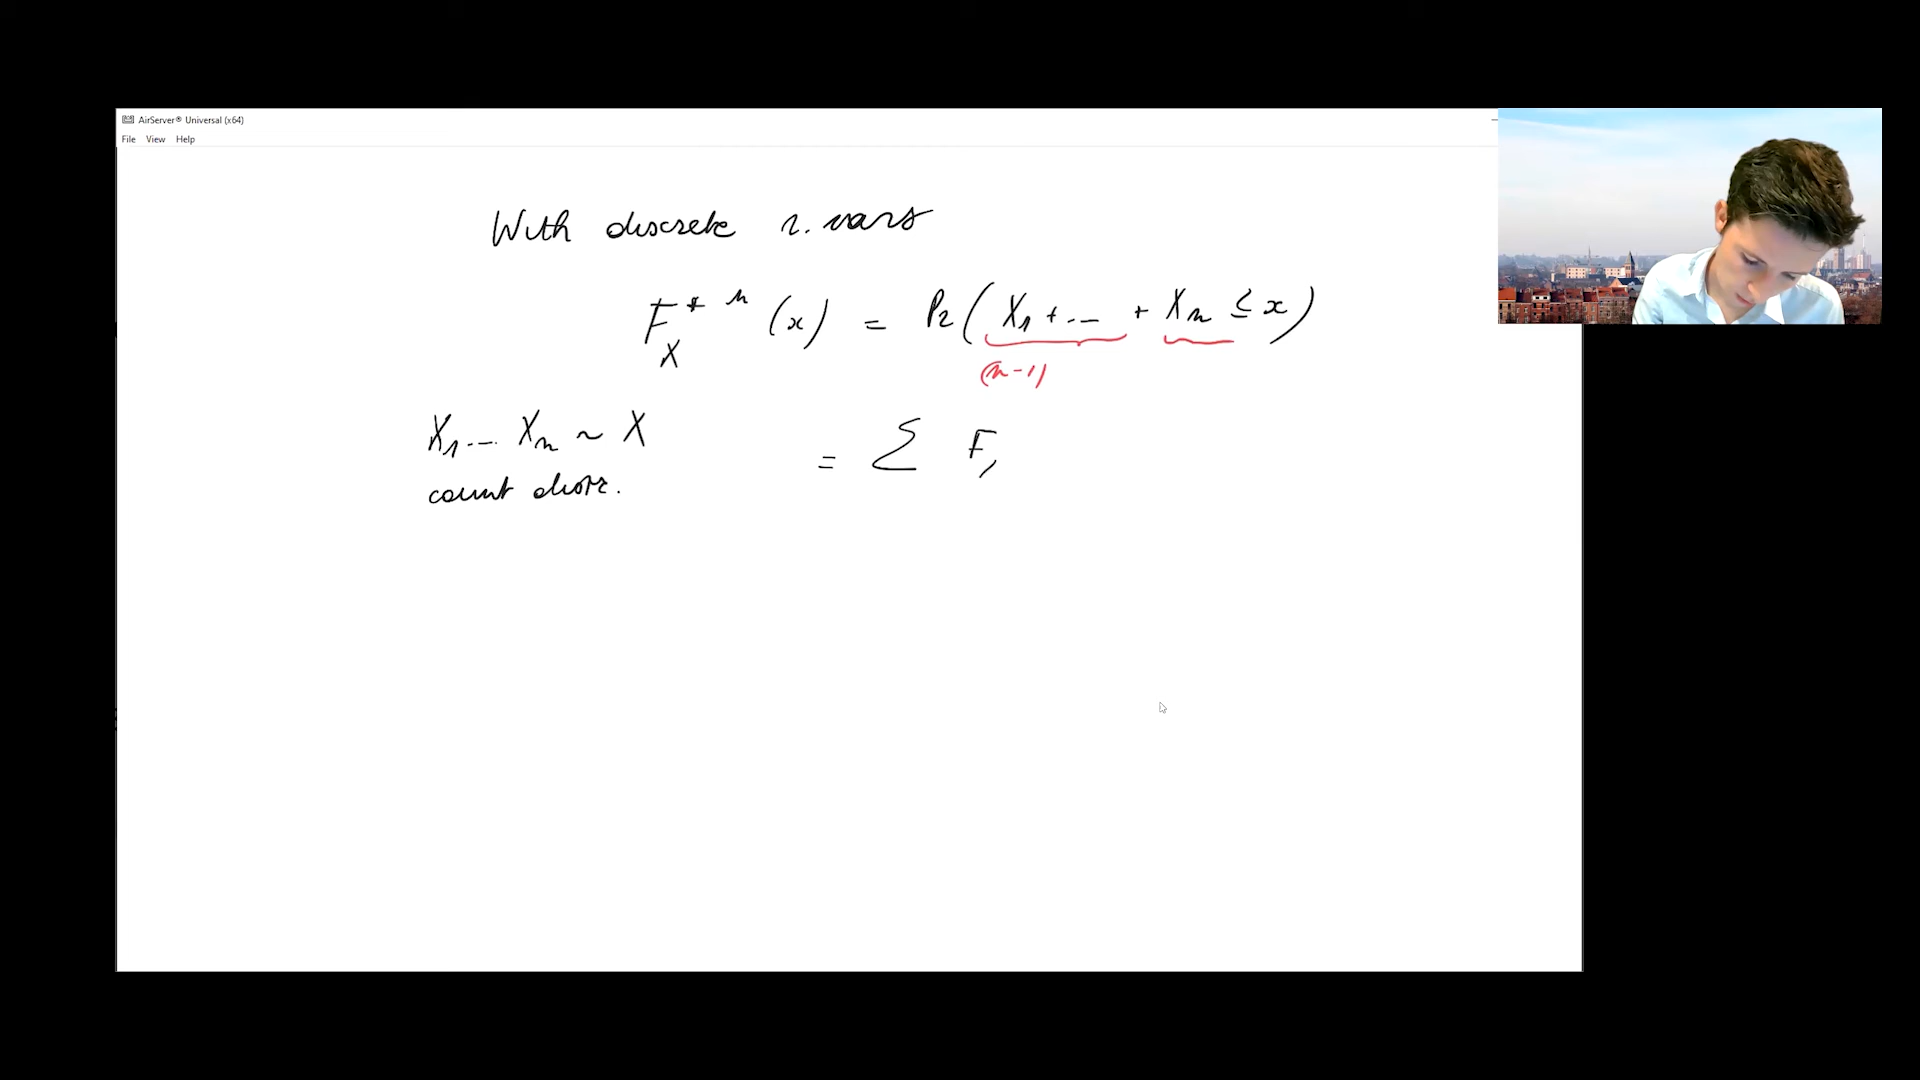 AirServer® Universal (x64)
File View Help
With discrete r. vars
F_X^{* n} (x) = Pr ( X_1 + ... + X_n ≤ x )
(n-1)
X_1 ... X_n ~ X
= Σ F
count distr.